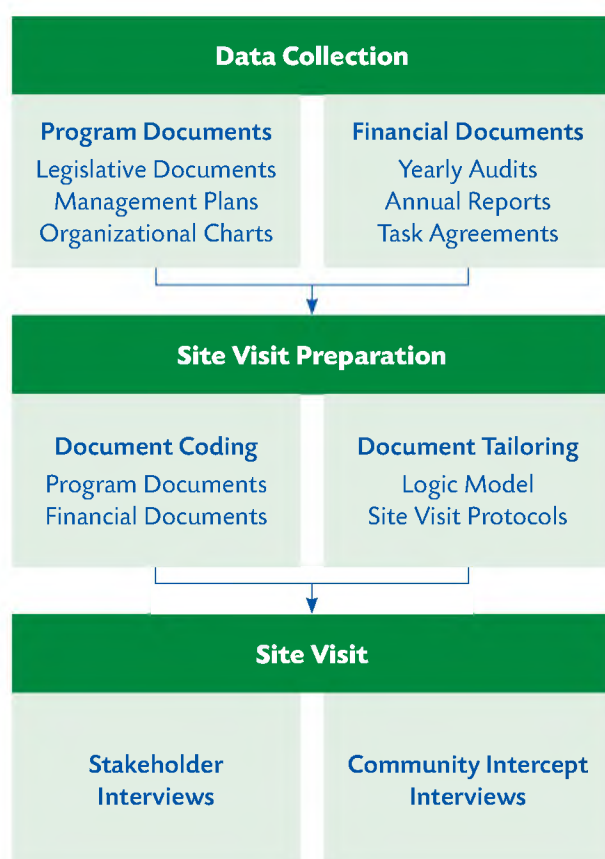 Data Collection
Program Documents
Legislative Documents
Management Plans
Organizational Charts
Financial Documents
Yearly Audits
Annual Reports
Task Agreements
Site Visit Preparation
Document Coding
Program Documents
Financial Documents
Document Tailoring
Logic Model
Site Visit Protocols
Site Visit
Stakeholder
Interviews
Community Intercept
Interviews